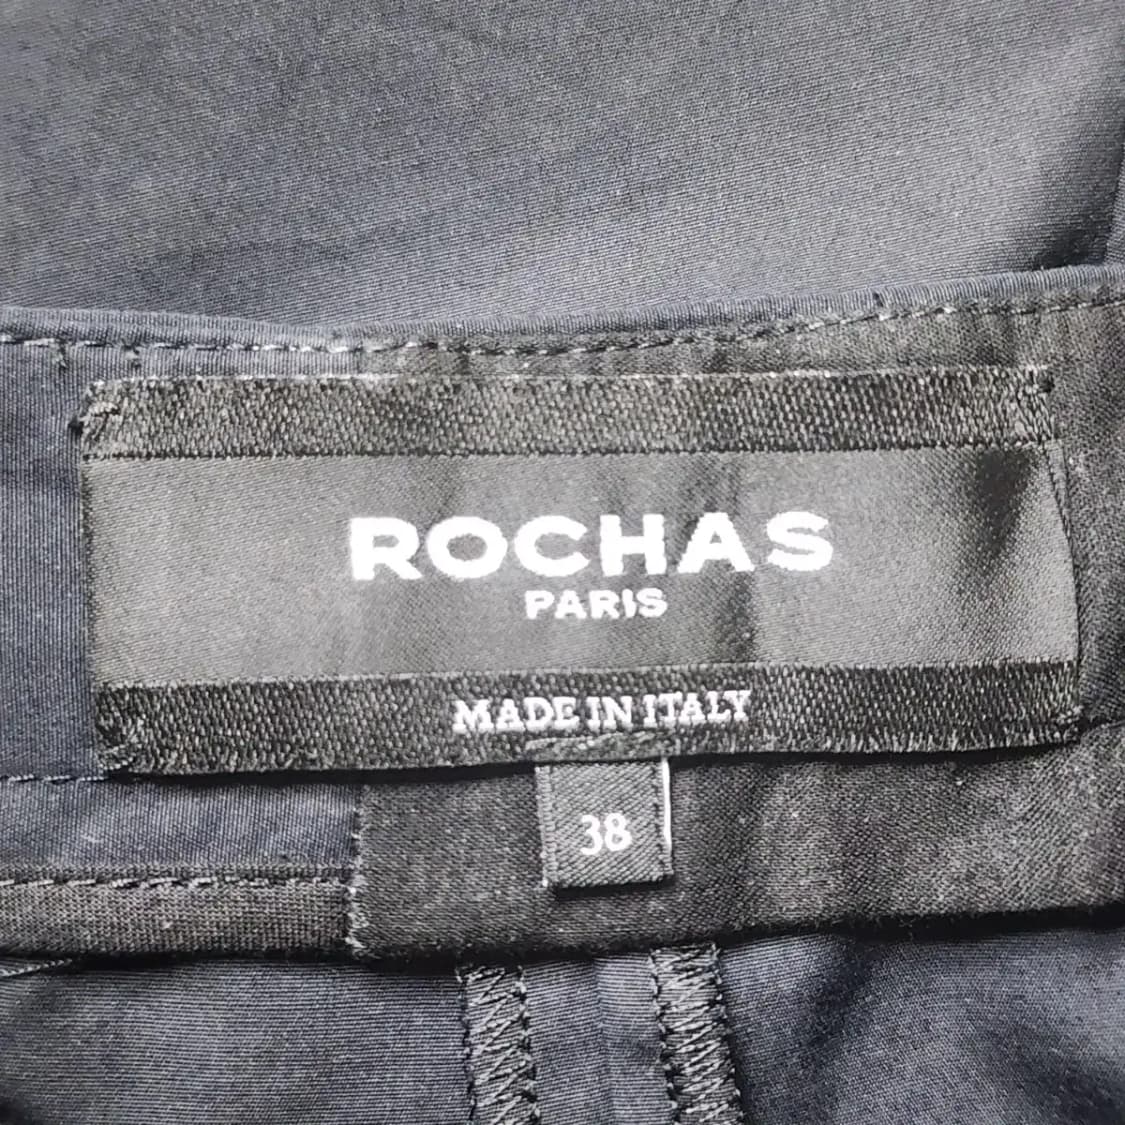 ROCHAS
PARIS
MADE IN ITALY
38